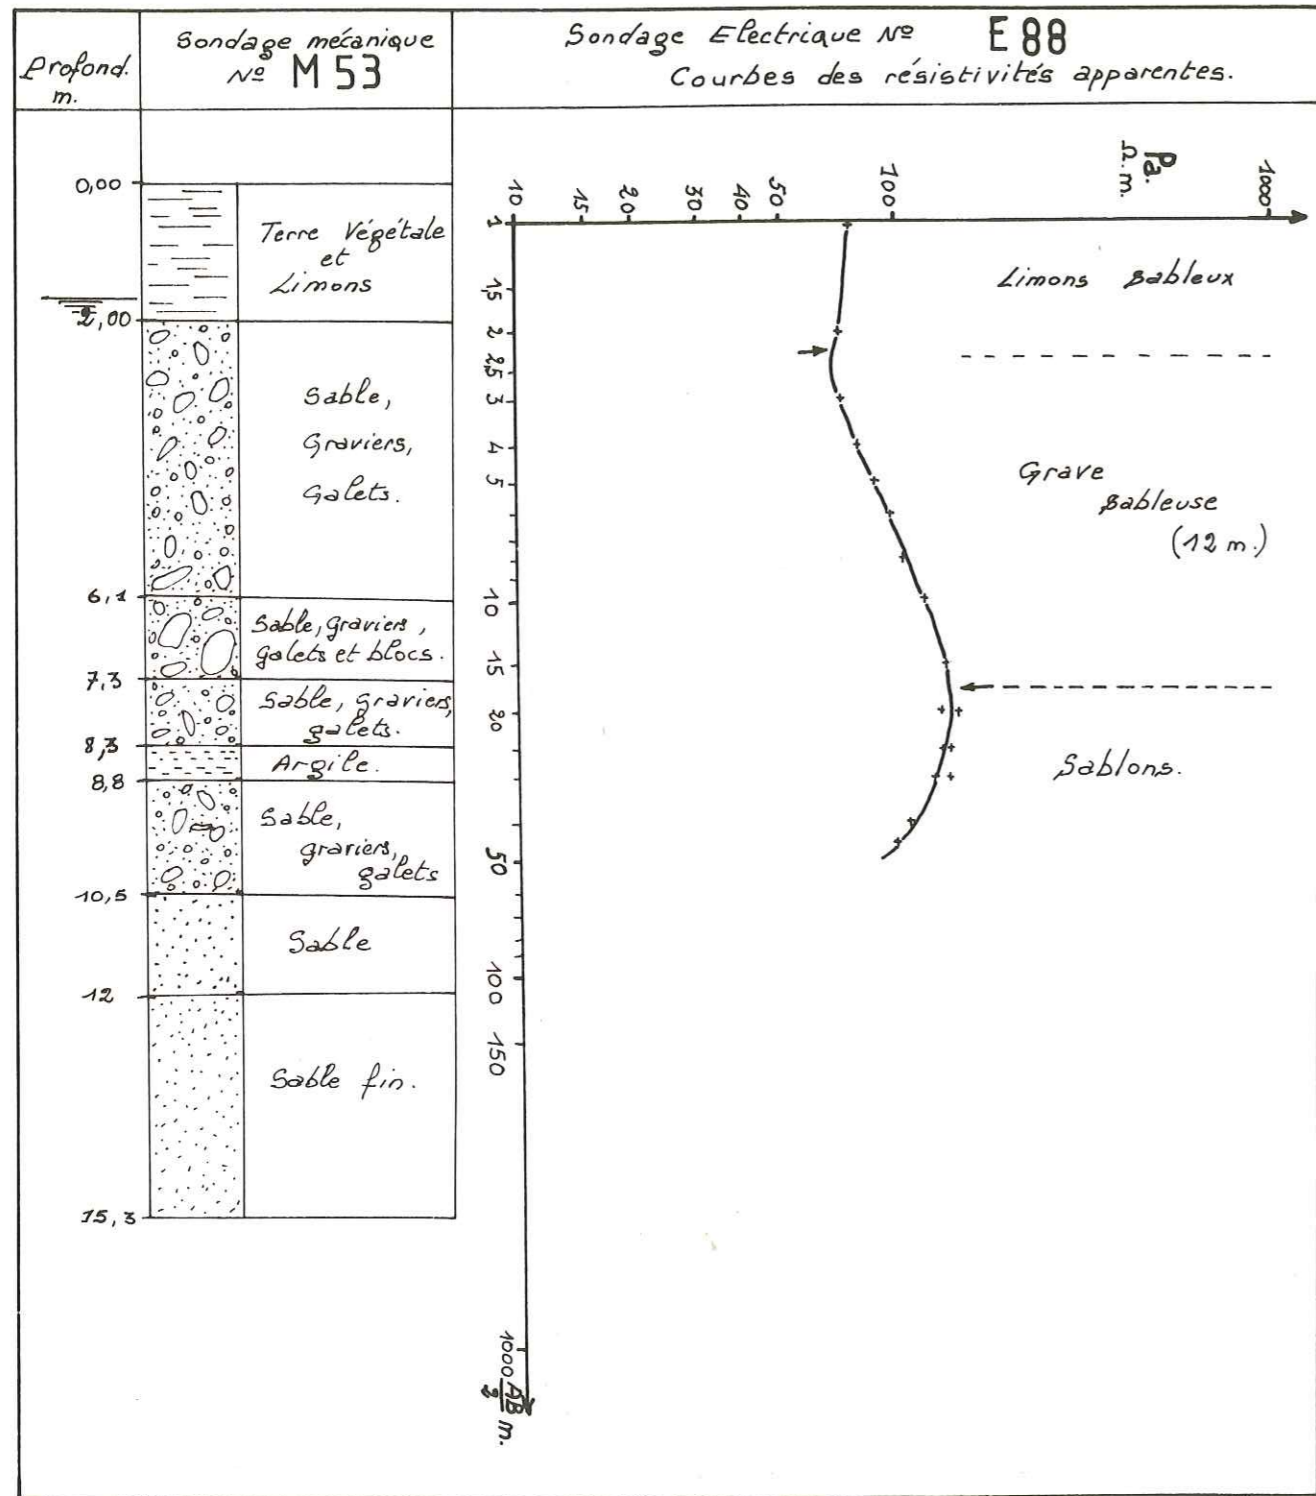 Profond.
m.
Sondage mécanique
Nº M 53
Sondage Electrique Nº E 88
Courbes des résistivités apparentes.
0,00
2,00
6,1
7,3
8,3
8,8
10,5
12
15,3
Terre Végétale
et
Limons
Sable,
Graviers,
Galets.
Sable, graviers,
galets et blocs.
Sable, graviers,
galets.
Argile.
Sable,
graviers,
galets
Sable
Sable fin.
10
15
20
30
40
50
100
ρa.
Ω.m.
1000
1
1,5
2
2,5
3
4
5
10
15
20
50
100
150
1000 AB/2 m.
Limons sableux
Grave
sableuse
(12 m.)
Sablons.